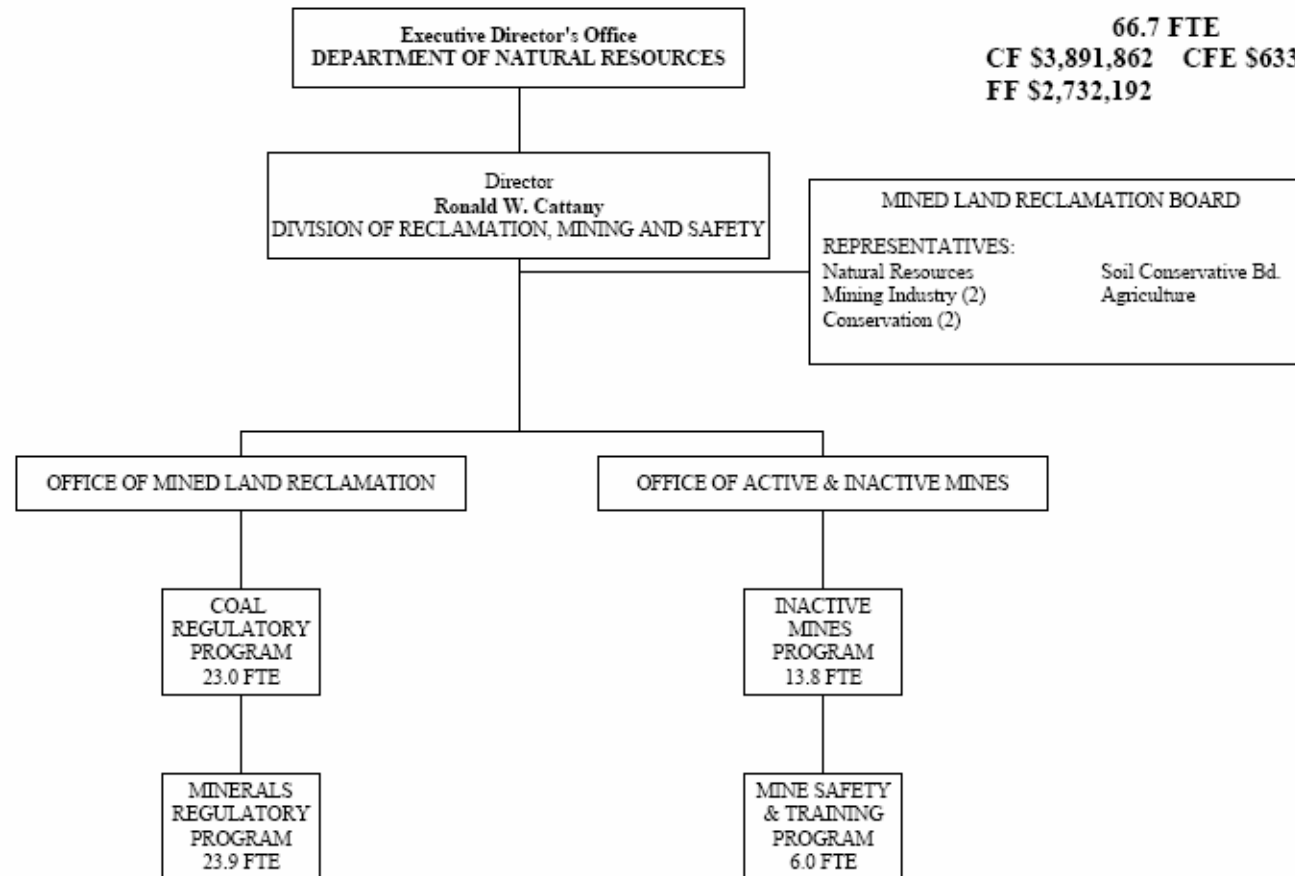 Executive Director's Office
DEPARTMENT OF NATURAL RESOURCES
66.7 FTE
CF $3,891,862 CFE $633
FF $2,732,192
Director
Ronald W. Cattany
DIVISION OF RECLAMATION, MINING AND SAFETY
MINED LAND RECLAMATION BOARD
REPRESENTATIVES:
Natural Resources Soil Conservative Bd.
Mining Industry (2) Agriculture
Conservation (2)
OFFICE OF MINED LAND RECLAMATION
OFFICE OF ACTIVE & INACTIVE MINES
COAL
REGULATORY
PROGRAM
23.0 FTE
INACTIVE
MINES
PROGRAM
13.8 FTE
MINERALS
REGULATORY
PROGRAM
23.9 FTE
MINE SAFETY
& TRAINING
PROGRAM
6.0 FTE